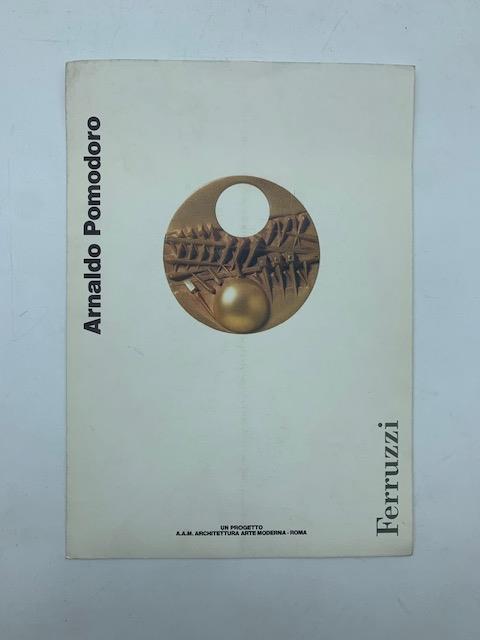 Arnaldo Pomodoro
Ferruzzi
UN PROGETTO
A.A.M. ARCHITETTURA ARTE MODERNA - ROMA